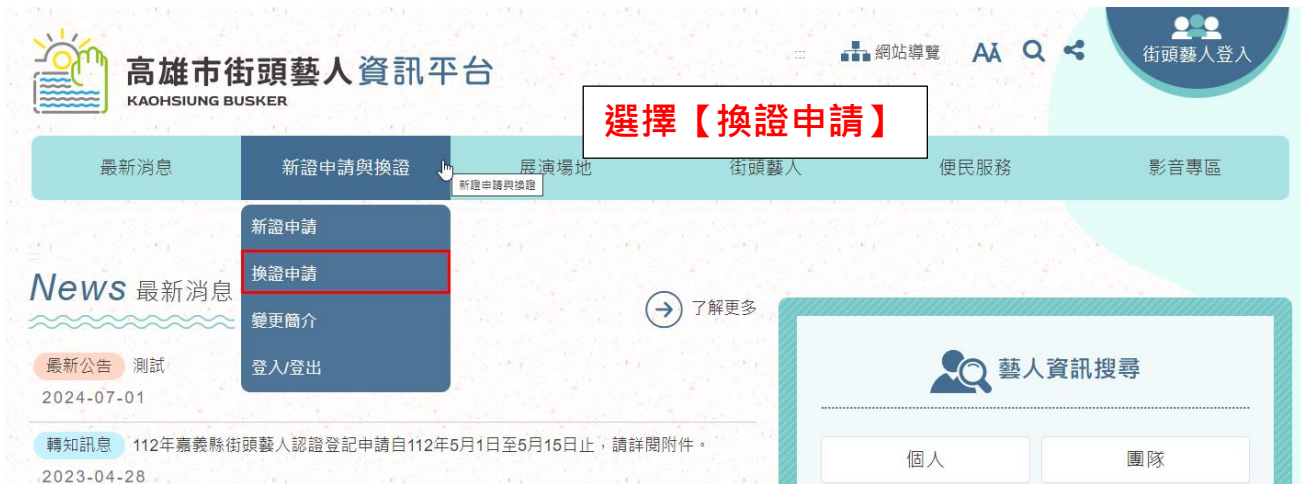 高雄市街頭藝人資訊平台
KAOHSIUNG BUSKER
網站導覽
街頭藝人登入
選擇【換證申請】
最新消息
新證申請與換證
展演場地
街頭藝人
便民服務
影音專區
新證申請與換證
新證申請
換證申請
變更簡介
登入/登出
News 最新消息
了解更多
最新公告 測試
2024-07-01
轉知訊息 112年嘉義縣街頭藝人認證登記申請自112年5月1日至5月15日止，請詳閱附件。
2023-04-28
藝人資訊搜尋
個人
團隊